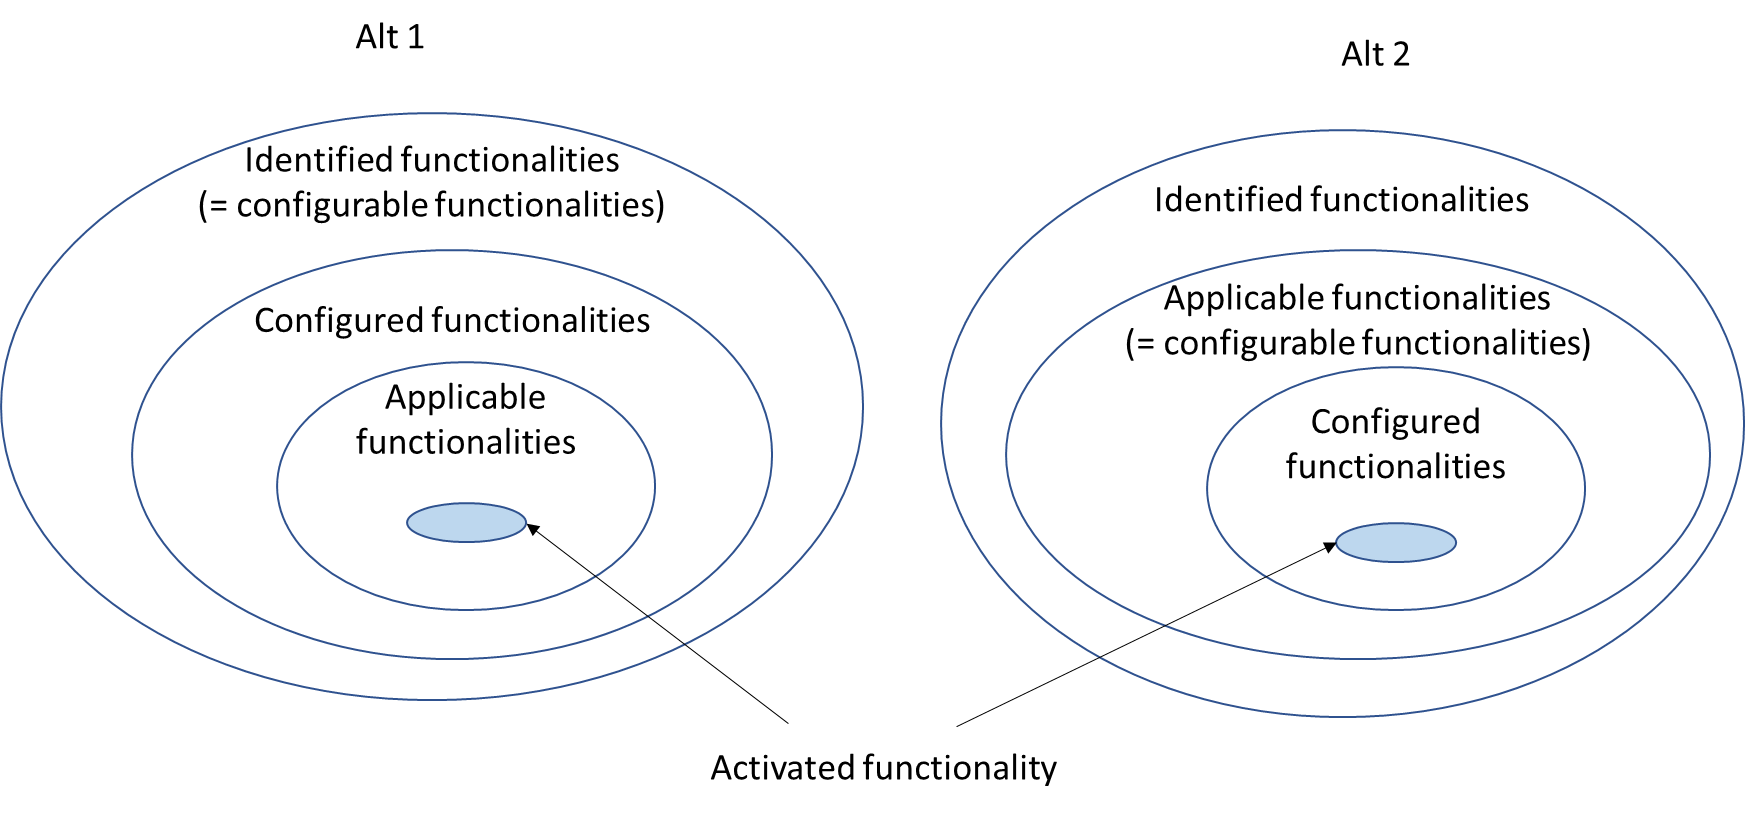 Alt 1
Identified functionalities
(= configurable functionalities)
Configured functionalities
Applicable
functionalities
Alt 2
Identified functionalities
Applicable functionalities
(= configurable functionalities)
Configured
functionalities
Activated functionality